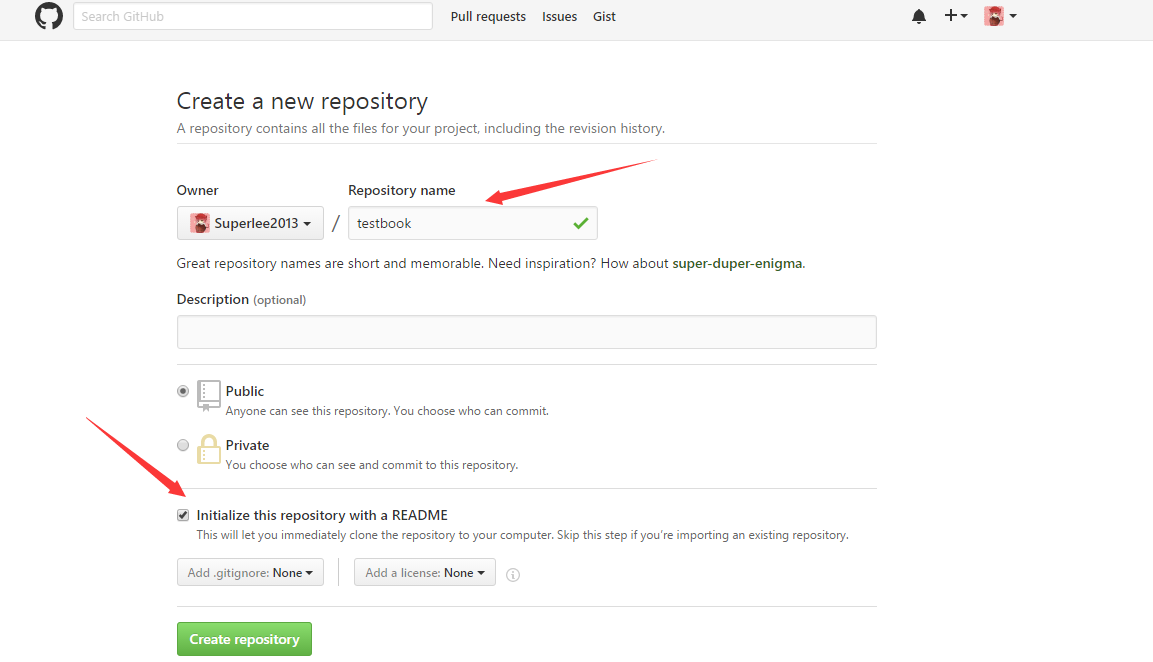 Search GitHub Pull requests Issues Gist
Create a new repository
A repository contains all the files for your project, including the revision history.
Owner Repository name
Superlee2013 / testbook
Great repository names are short and memorable. Need inspiration? How about super-duper-enigma.
Description (optional)
Public
Anyone can see this repository. You choose who can commit.
Private
You choose who can see and commit to this repository.
Initialize this repository with a README
This will let you immediately clone the repository to your computer. Skip this step if you're importing an existing repository.
Add .gitignore: None Add a license: None
Create repository